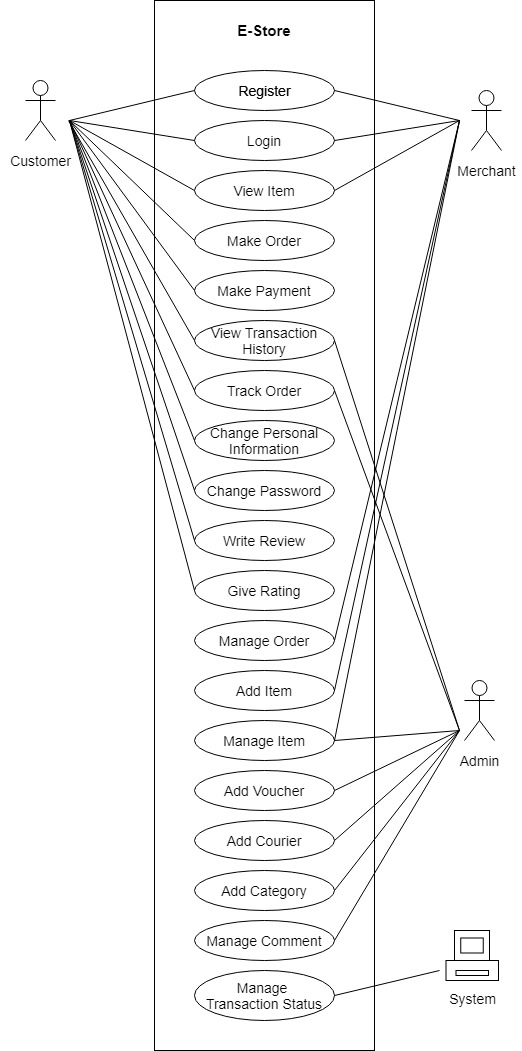 E-Store
Register
Customer
Merchant
Login
View Item
Make Order
Make Payment
View Transaction
History
Track Order
Change Personal
Information
Change Password
Write Review
Give Rating
Manage Order
Add Item
Manage Item
Admin
Add Voucher
Add Courier
Add Category
Manage Comment
Manage
Transaction Status
System